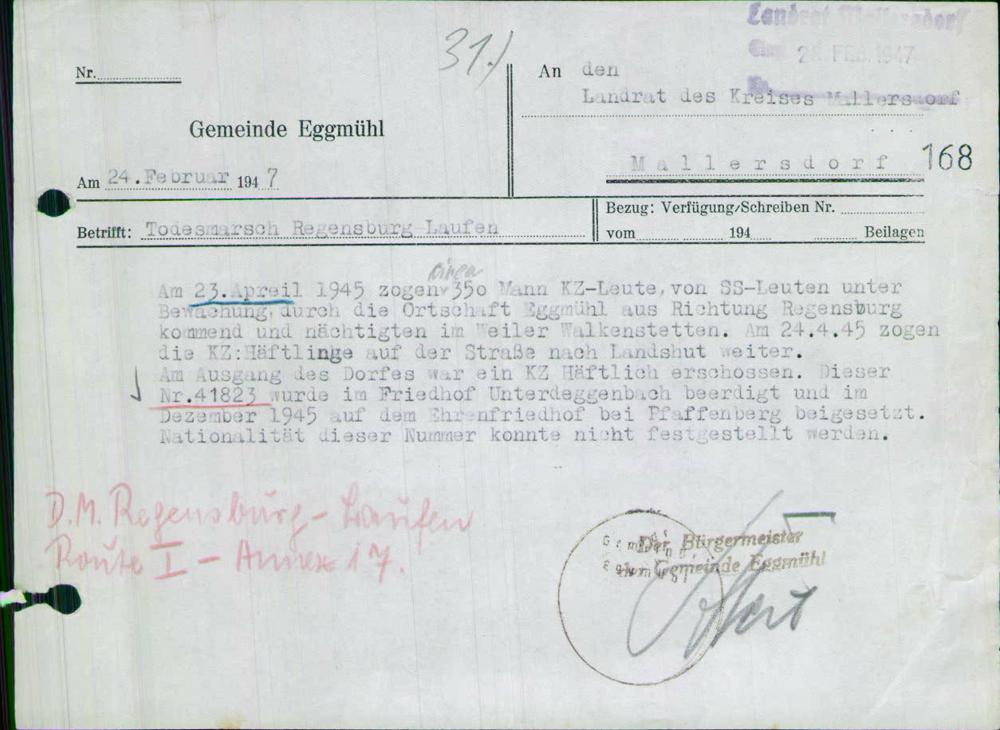 Landrat Mallersdorf
28. FEB. 1947
31.)
Nr.
An den
Landrat des Kreises Mallersdorf
Gemeinde Eggmühl
Mallersdorf 168
Am 24.Februar 1947
Betrifft: Todesmarsch Regensburg Laufen
Bezug: Verfügung/Schreiben Nr.
vom 194 Beilagen
Am 23.Apreil 1945 zogen 350 Mann KZ-Leute, von SS-Leuten unter
Bewachung, durch die Ortschaft Eggmühl aus Richtung Regensburg
kommend und nächtigten im Weiler Walkenstetten. Am 24.4.45 zogen
die KZ:Häftlinge auf der Straße nach Landshut weiter.
Am Ausgang des Dorfes war ein KZ Häftlich erschossen. Dieser
Nr.41823 wurde im Friedhof Unterdeggenbach beerdigt und im
Dezember 1945 auf dem Ehrenfriedhof bei Pfaffenberg beigesetzt.
Nationalität dieser Nummer konnte nicht festgestellt werden.
D.M. Regensburg - Laufen
Route I - Annex 17.
Der Bürgermeister
der Gemeinde Eggmühl